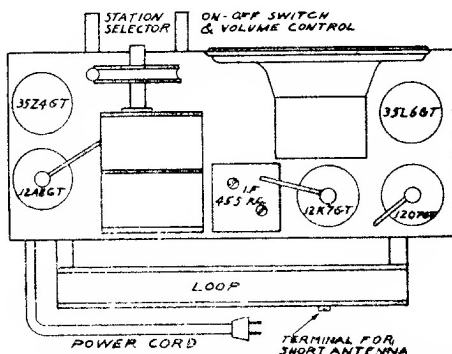 STATION
SELECTOR
ON-OFF SWITCH
& VOLUME CONTROL
35Z4GT
35L6GT
12A8GT
I.F
455 KC.
12K7GT
12Q7GT
LOOP
POWER CORD
TERMINAL FOR
SHORT ANTENNA